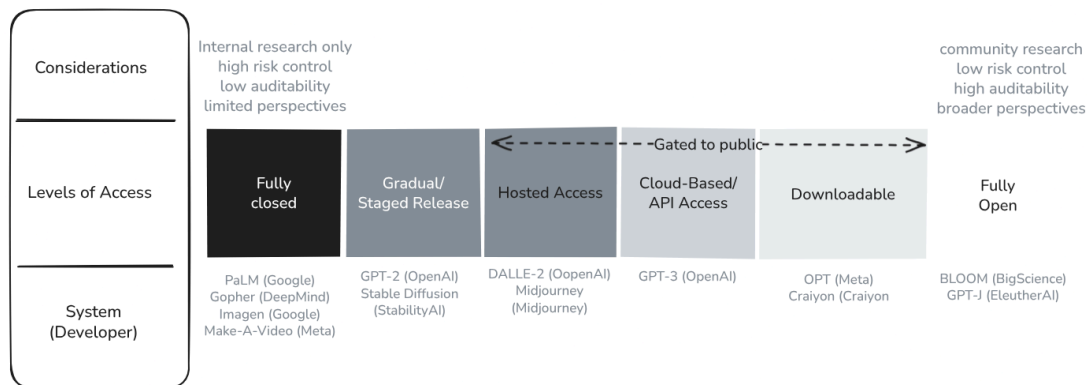 Considerations
Internal research only
high risk control
low auditability
limited perspectives
community research
low risk control
high auditability
broader perspectives
Levels of Access
Fully
closed
Gradual/
Staged Release
Hosted Access
Gated to public
Cloud-Based/
API Access
Downloadable
Fully
Open
System
(Developer)
PaLM (Google)
Gopher (DeepMind)
Imagen (Google)
Make-A-Video (Meta)
GPT-2 (OpenAI)
Stable Diffusion
(StabilityAI)
DALLE-2 (OopenAI)
Midjourney
(Midjourney)
GPT-3 (OpenAI)
OPT (Meta)
Craiyon (Craiyon
BLOOM (BigScience)
GPT-J (EleutherAI)